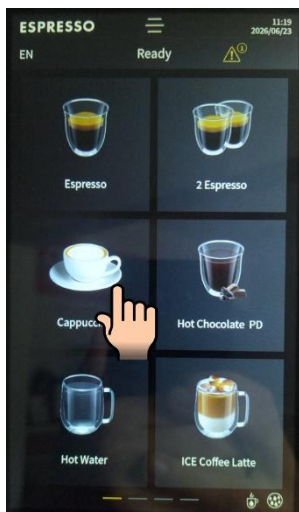 ESPRESSO
11:19
2026/06/23
EN
Ready
1
Espresso
2 Espresso
Hot Chocolate PD
Hot Water
ICE Coffee Latte